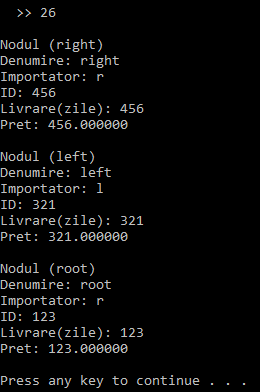 >> 26
Nodul (right)
Denumire: right
Importator: r
ID: 456
Livrare(zile): 456
Pret: 456.000000
Nodul (left)
Denumire: left
Importator: l
ID: 321
Livrare(zile): 321
Pret: 321.000000
Nodul (root)
Denumire: root
Importator: r
ID: 123
Livrare(zile): 123
Pret: 123.000000
Press any key to continue . . .